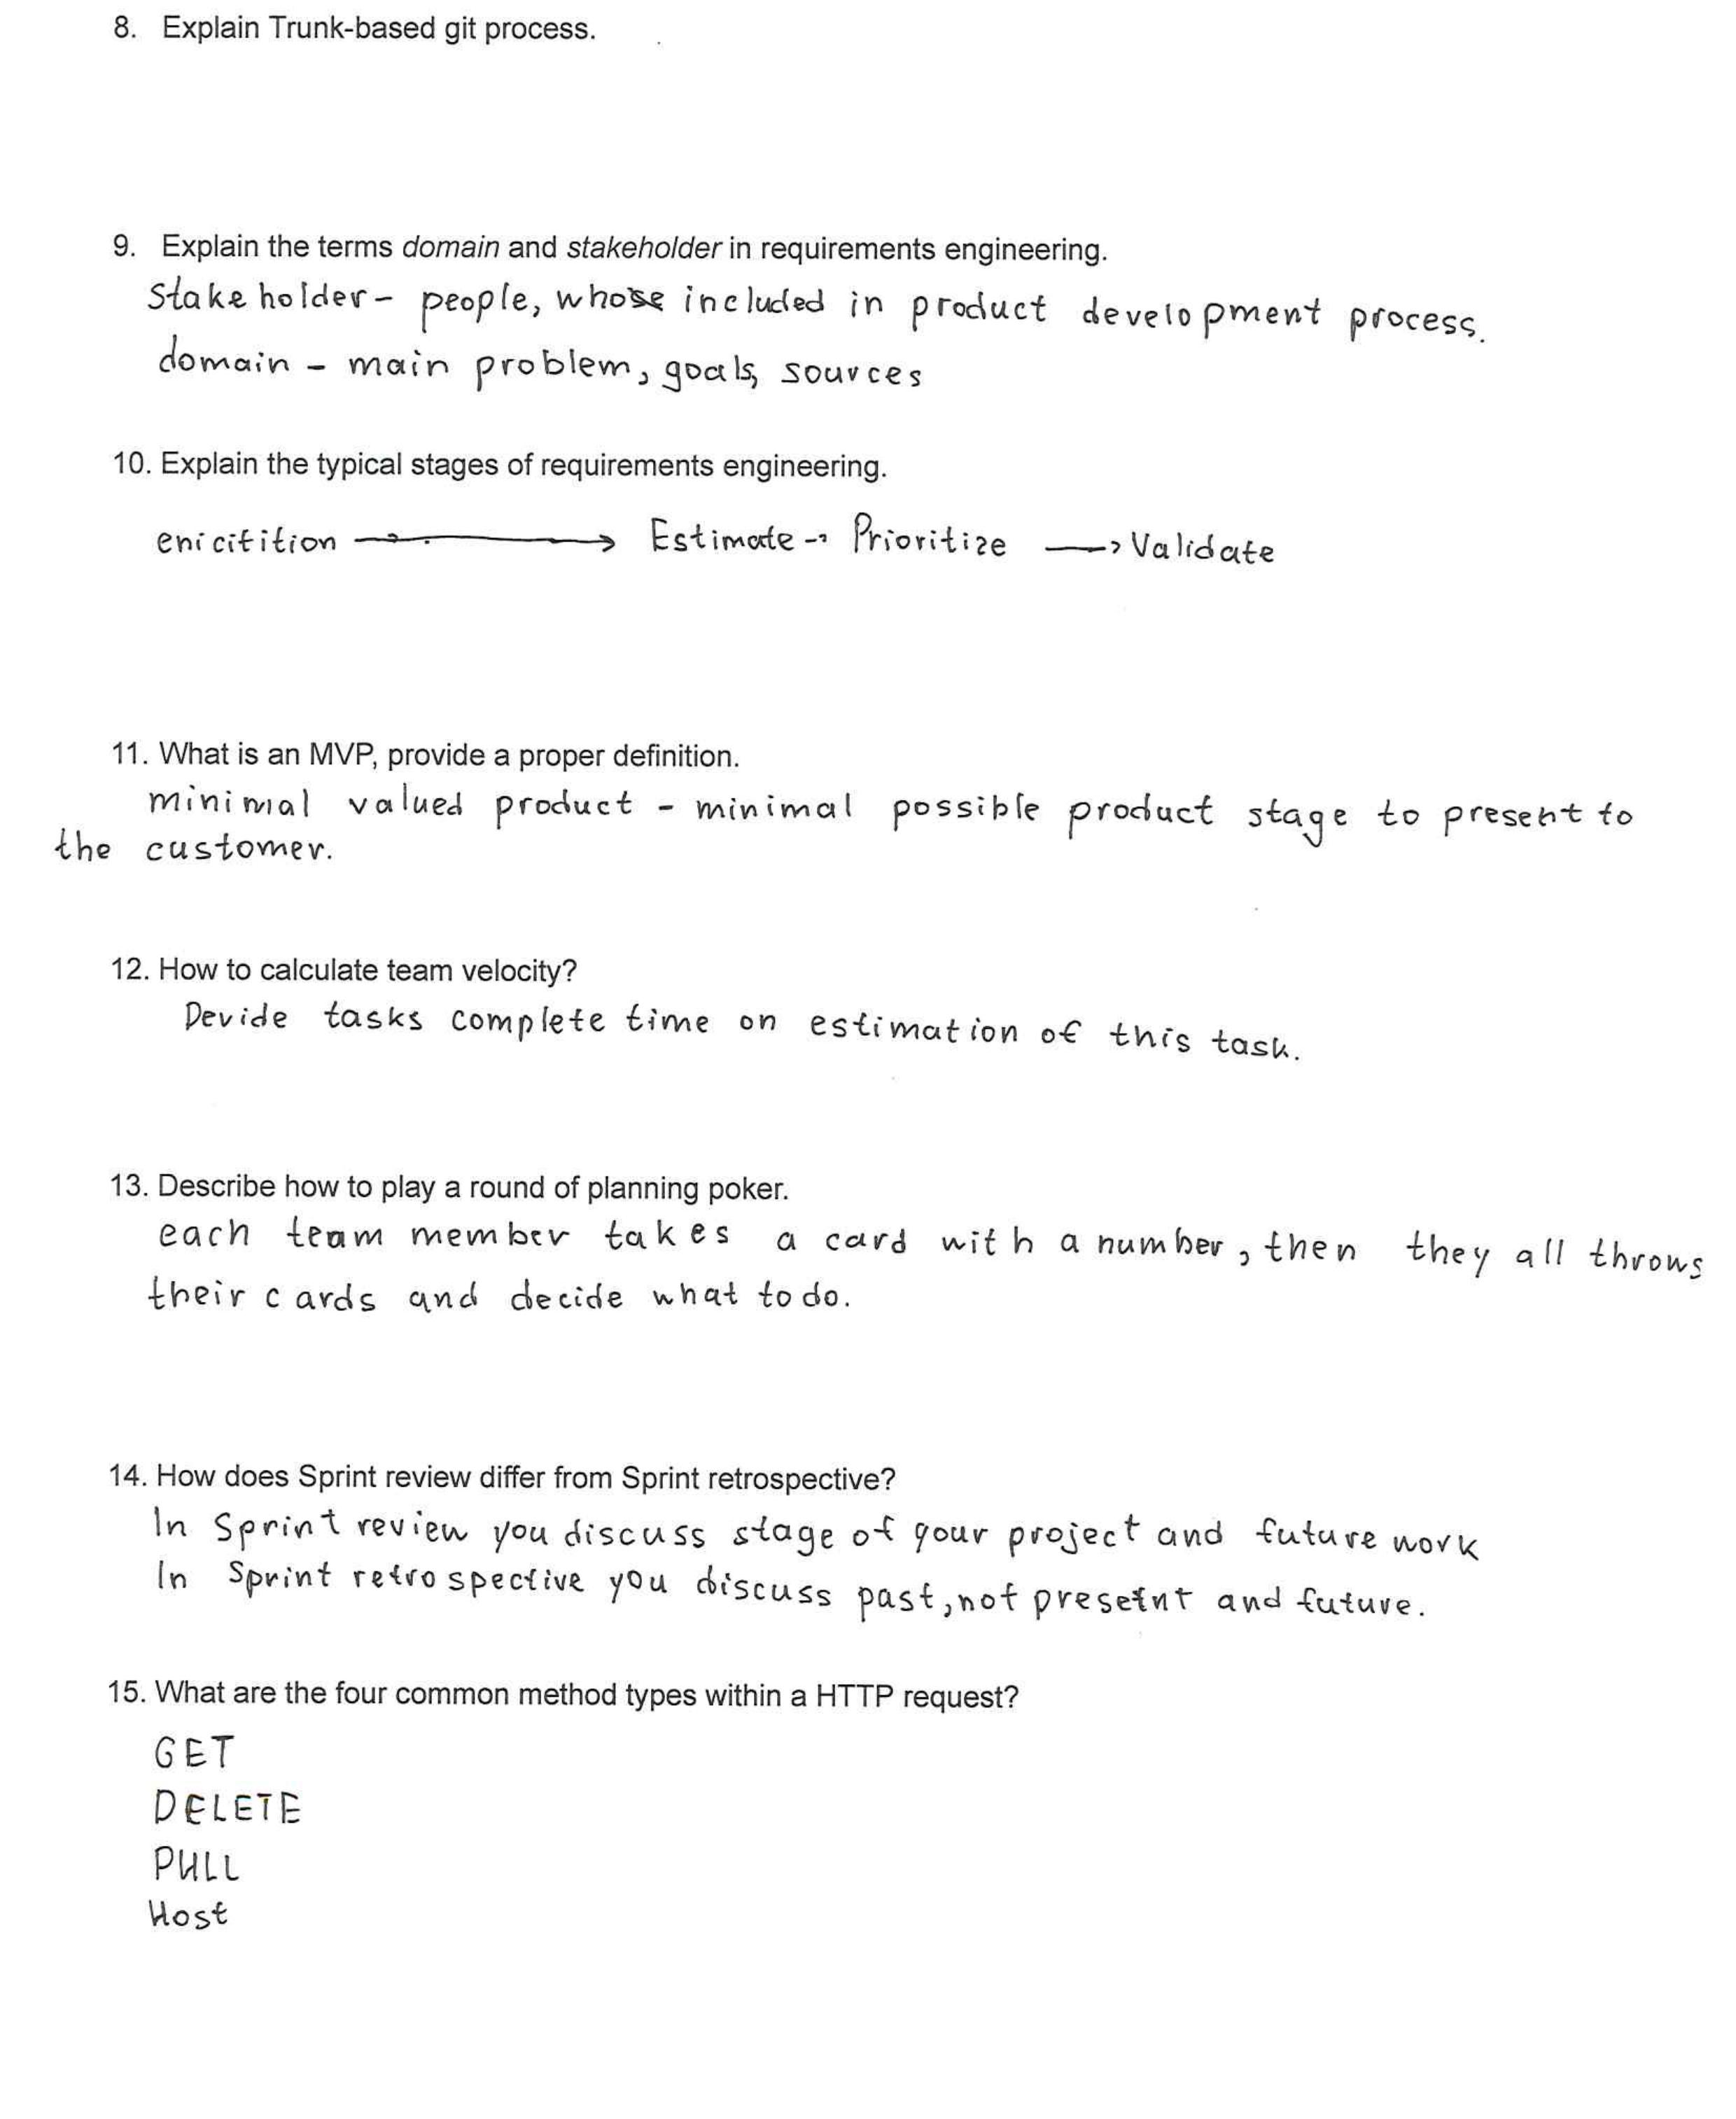 8. Explain Trunk-based git process.
9. Explain the terms domain and stakeholder in requirements engineering.
Stake holder - people, whose included in product development process.
domain - main problem, goals, sources
10. Explain the typical stages of requirements engineering.
enicitition → Estimate → Prioritize → Validate
11. What is an MVP, provide a proper definition.
minimal valued product - minimal possible product stage to present to
the customer.
12. How to calculate team velocity?
Devide tasks complete time on estimation of this task.
13. Describe how to play a round of planning poker.
each team member takes a card with a number, then they all throws
their cards and decide what to do.
14. How does Sprint review differ from Sprint retrospective?
In Sprint review you discuss stage of your project and future work
In Sprint retrospective you discuss past, not preseint and future.
15. What are the four common method types within a HTTP request?
GET
DELETE
PULL
Host